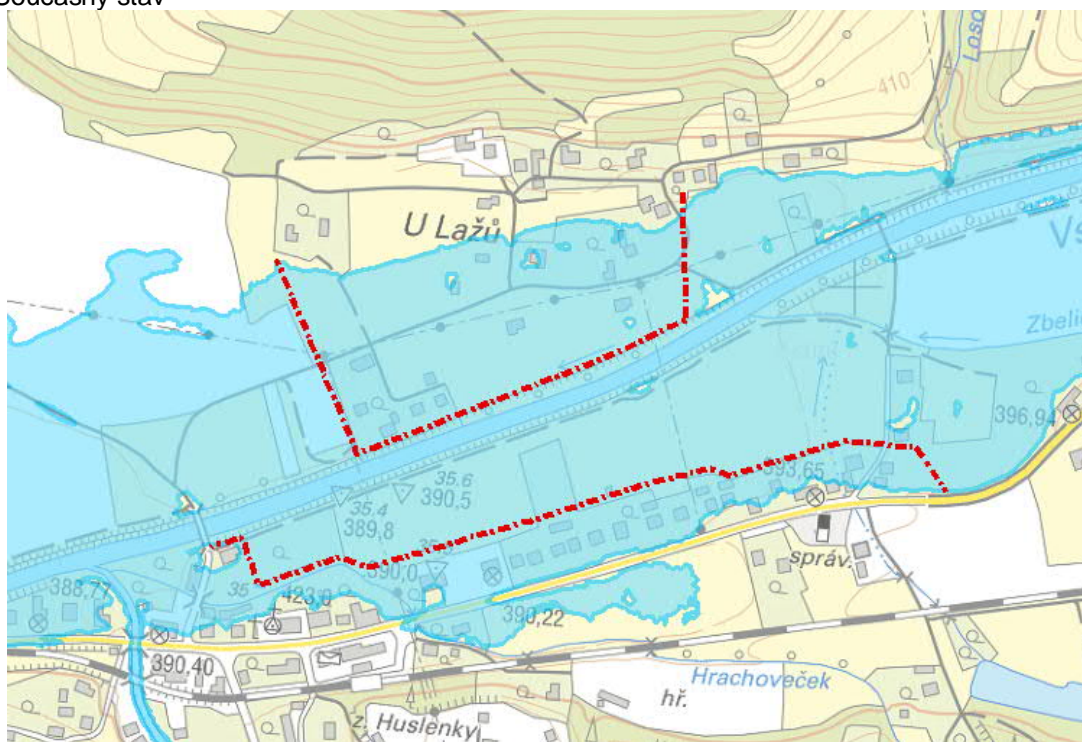 Současný stav
410
U Lažů
396,94
393,65
35.6
390,5
35.4
389,8
390,0
388,77
423,0
390,22
390,40
správ.
Hrachoveček
hř.
z. Huslenky